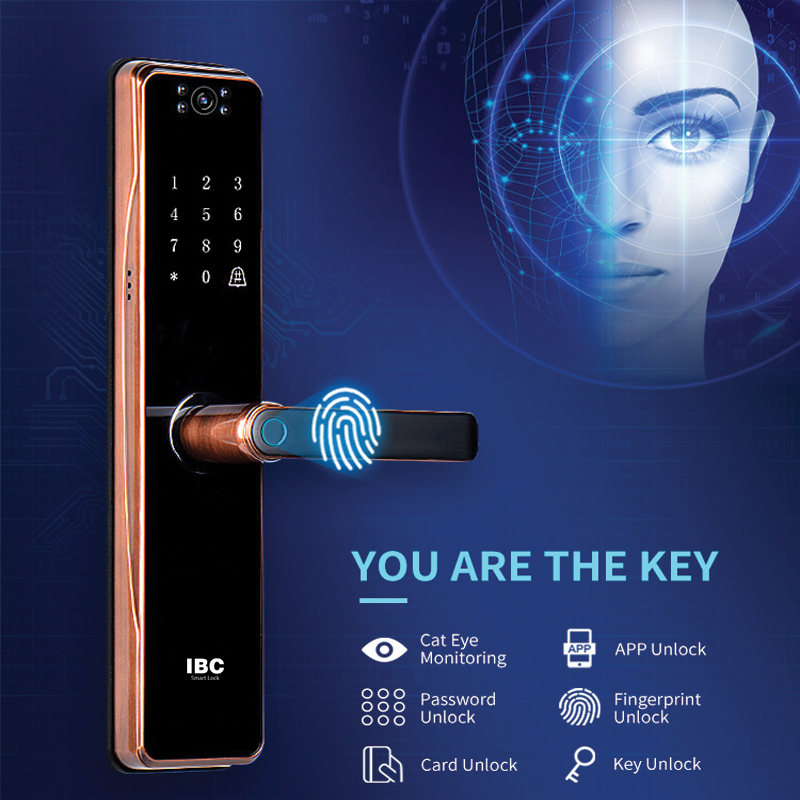 1 2 3
4 5 6
7 8 9
* 0
YOU ARE THE KEY
Cat Eye
Monitoring
APP
APP Unlock
Password
Unlock
Fingerprint
Unlock
Card Unlock
Key Unlock
IBC
Smart Lock